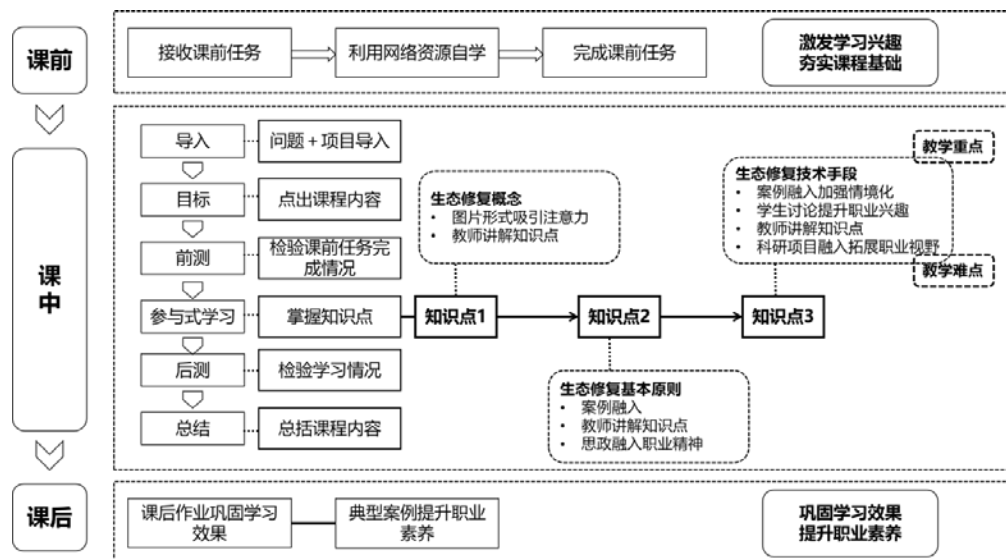 课前
接收课前任务
利用网络资源自学
完成课前任务
激发学习兴趣
夯实课程基础
课
中
导入
问题 + 项目导入
目标
点出课程内容
前测
检验课前任务完
成情况
参与式学习
掌握知识点
后测
检验学习情况
总结
总括课程内容
生态修复概念
• 图片形式吸引注意力
• 教师讲解知识点
知识点1
知识点2
知识点3
生态修复基本原则
• 案例融入
• 教师讲解知识点
• 思政融入职业精神
教学重点
生态修复技术手段
• 案例融入加强情境化
• 学生讨论提升职业兴趣
• 教师讲解知识点
• 科研项目融入拓展职业视野
教学难点
课后
课后作业巩固学习
效果
典型案例提升职业
素养
巩固学习效果
提升职业素养